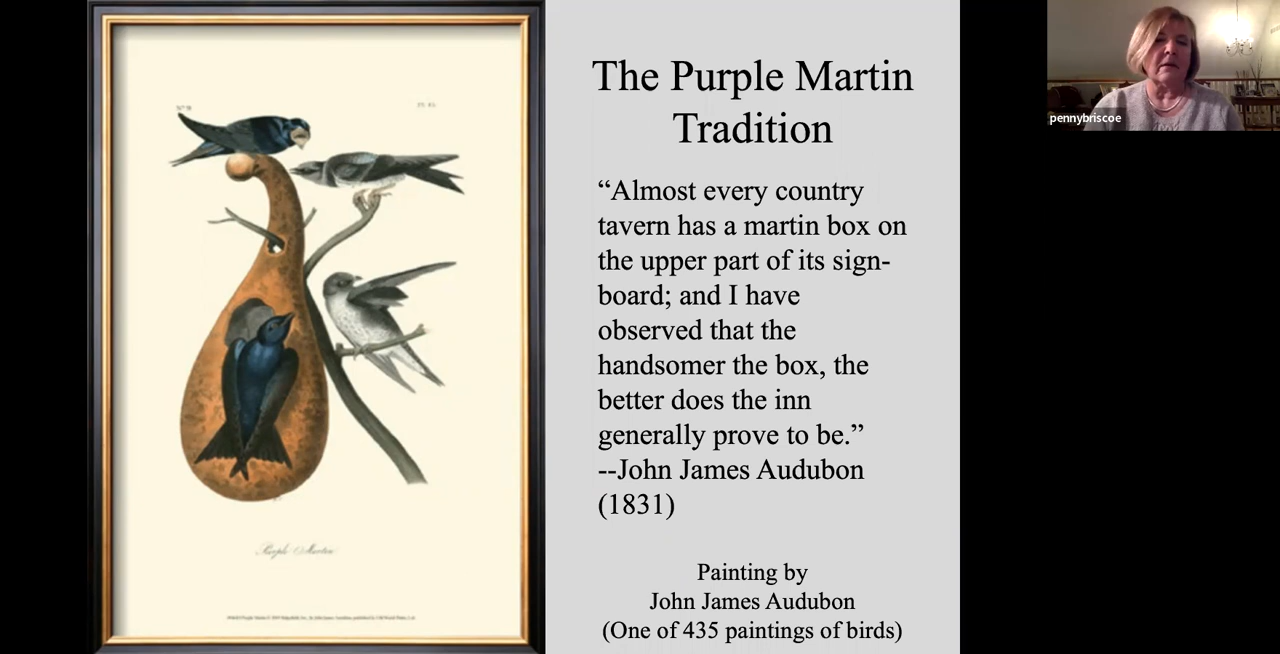 The Purple Martin
Tradition
“Almost every country
tavern has a martin box on
the upper part of its sign-
board; and I have
observed that the
handsomer the box, the
better does the inn
generally prove to be.”
--John James Audubon
(1831)
Painting by
John James Audubon
(One of 435 paintings of birds)
Purple Martin
pennybriscoe